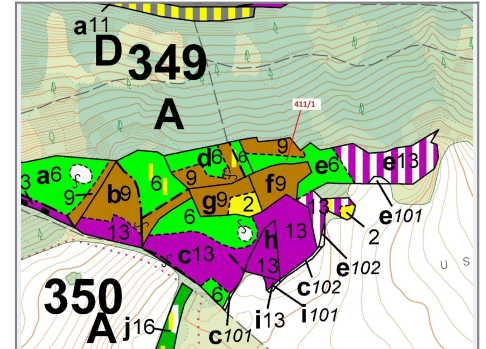 a11
D 349
A
411/1
d6 6 9
a6 6 9 e6 e13
3 9 b9 f9
g9 2
6 13 2 e101
13 c13 h 13
13 e102
c102
350 6 i13 i101
A j16 c101
U S